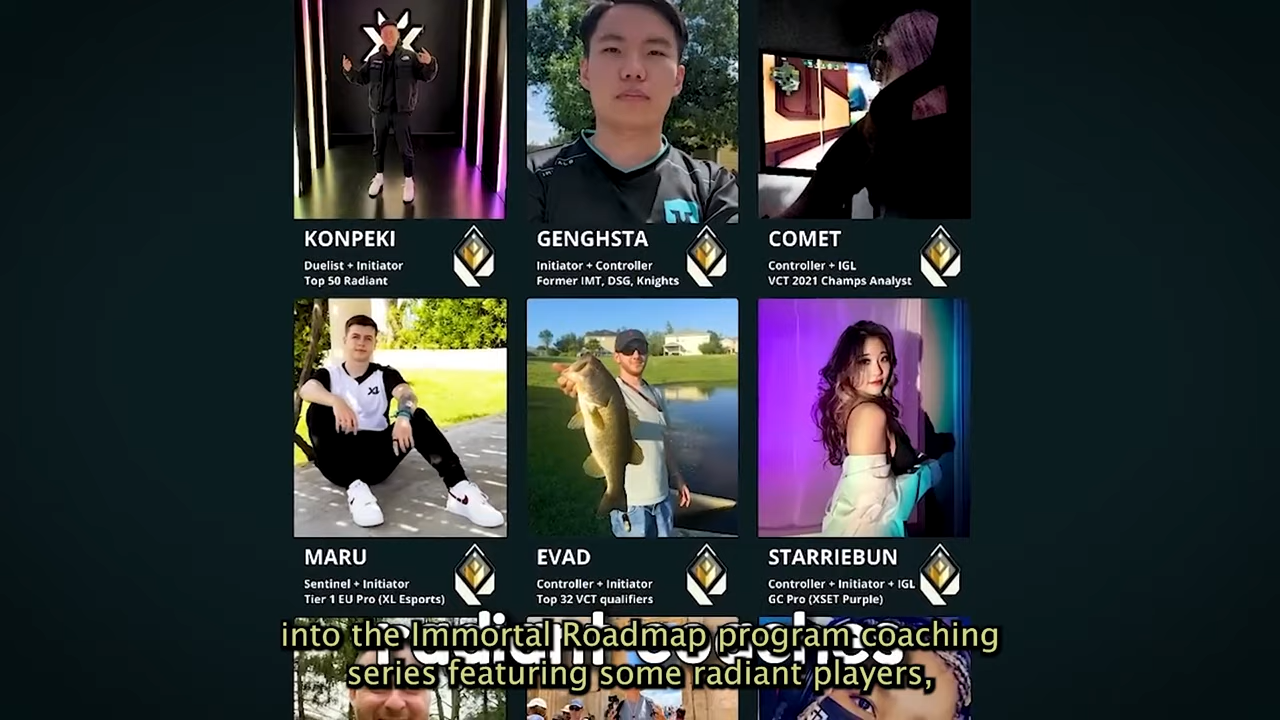 KONPEKI
Duelist + Initiator
Top 50 Radiant
GENGHSTA
Initiator + Controller
Former IMT, DSG, Knights
COMET
Controller + IGL
VCT 2021 Champs Analyst
MARU
Sentinel + Initiator
Tier 1 EU Pro (XL Esports)
EVAD
Controller + Initiator
Top 32 VCT qualifiers
STARRIEBUN
Controller + Initiator + IGL
GC Pro (XSET Purple)
radiant coaches
into the Immortal Roadmap program coaching
series featuring some radiant players,